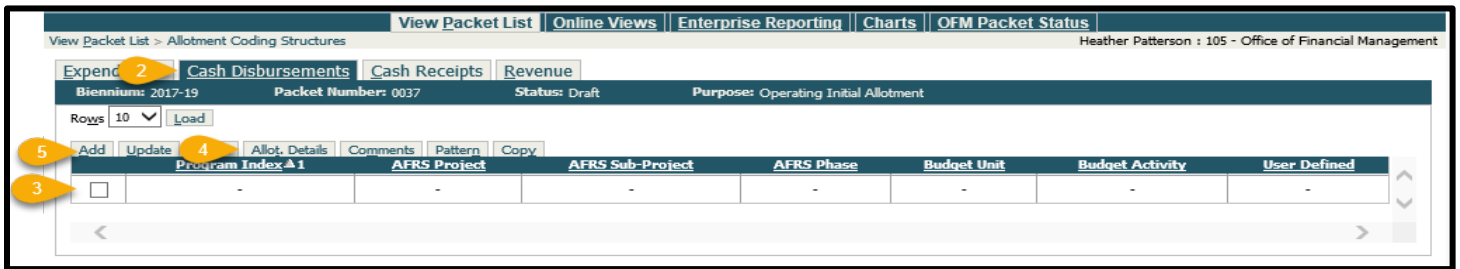 View Packet List Online Views Enterprise Reporting Charts OFM Packet Status
View Packet List > Allotment Coding Structures Heather Patterson : 105 - Office of Financial Management
Expend 2 Cash Disbursements Cash Receipts Revenue
Biennium: 2017-19 Packet Number: 0037 Status: Draft Purpose: Operating Initial Allotment
Rows 10 Load
5 Add Update 4 Allot. Details Comments Pattern Copy
Program Index▲1 AFRS Project AFRS Sub-Project AFRS Phase Budget Unit Budget Activity User Defined
3 - - - - - - -